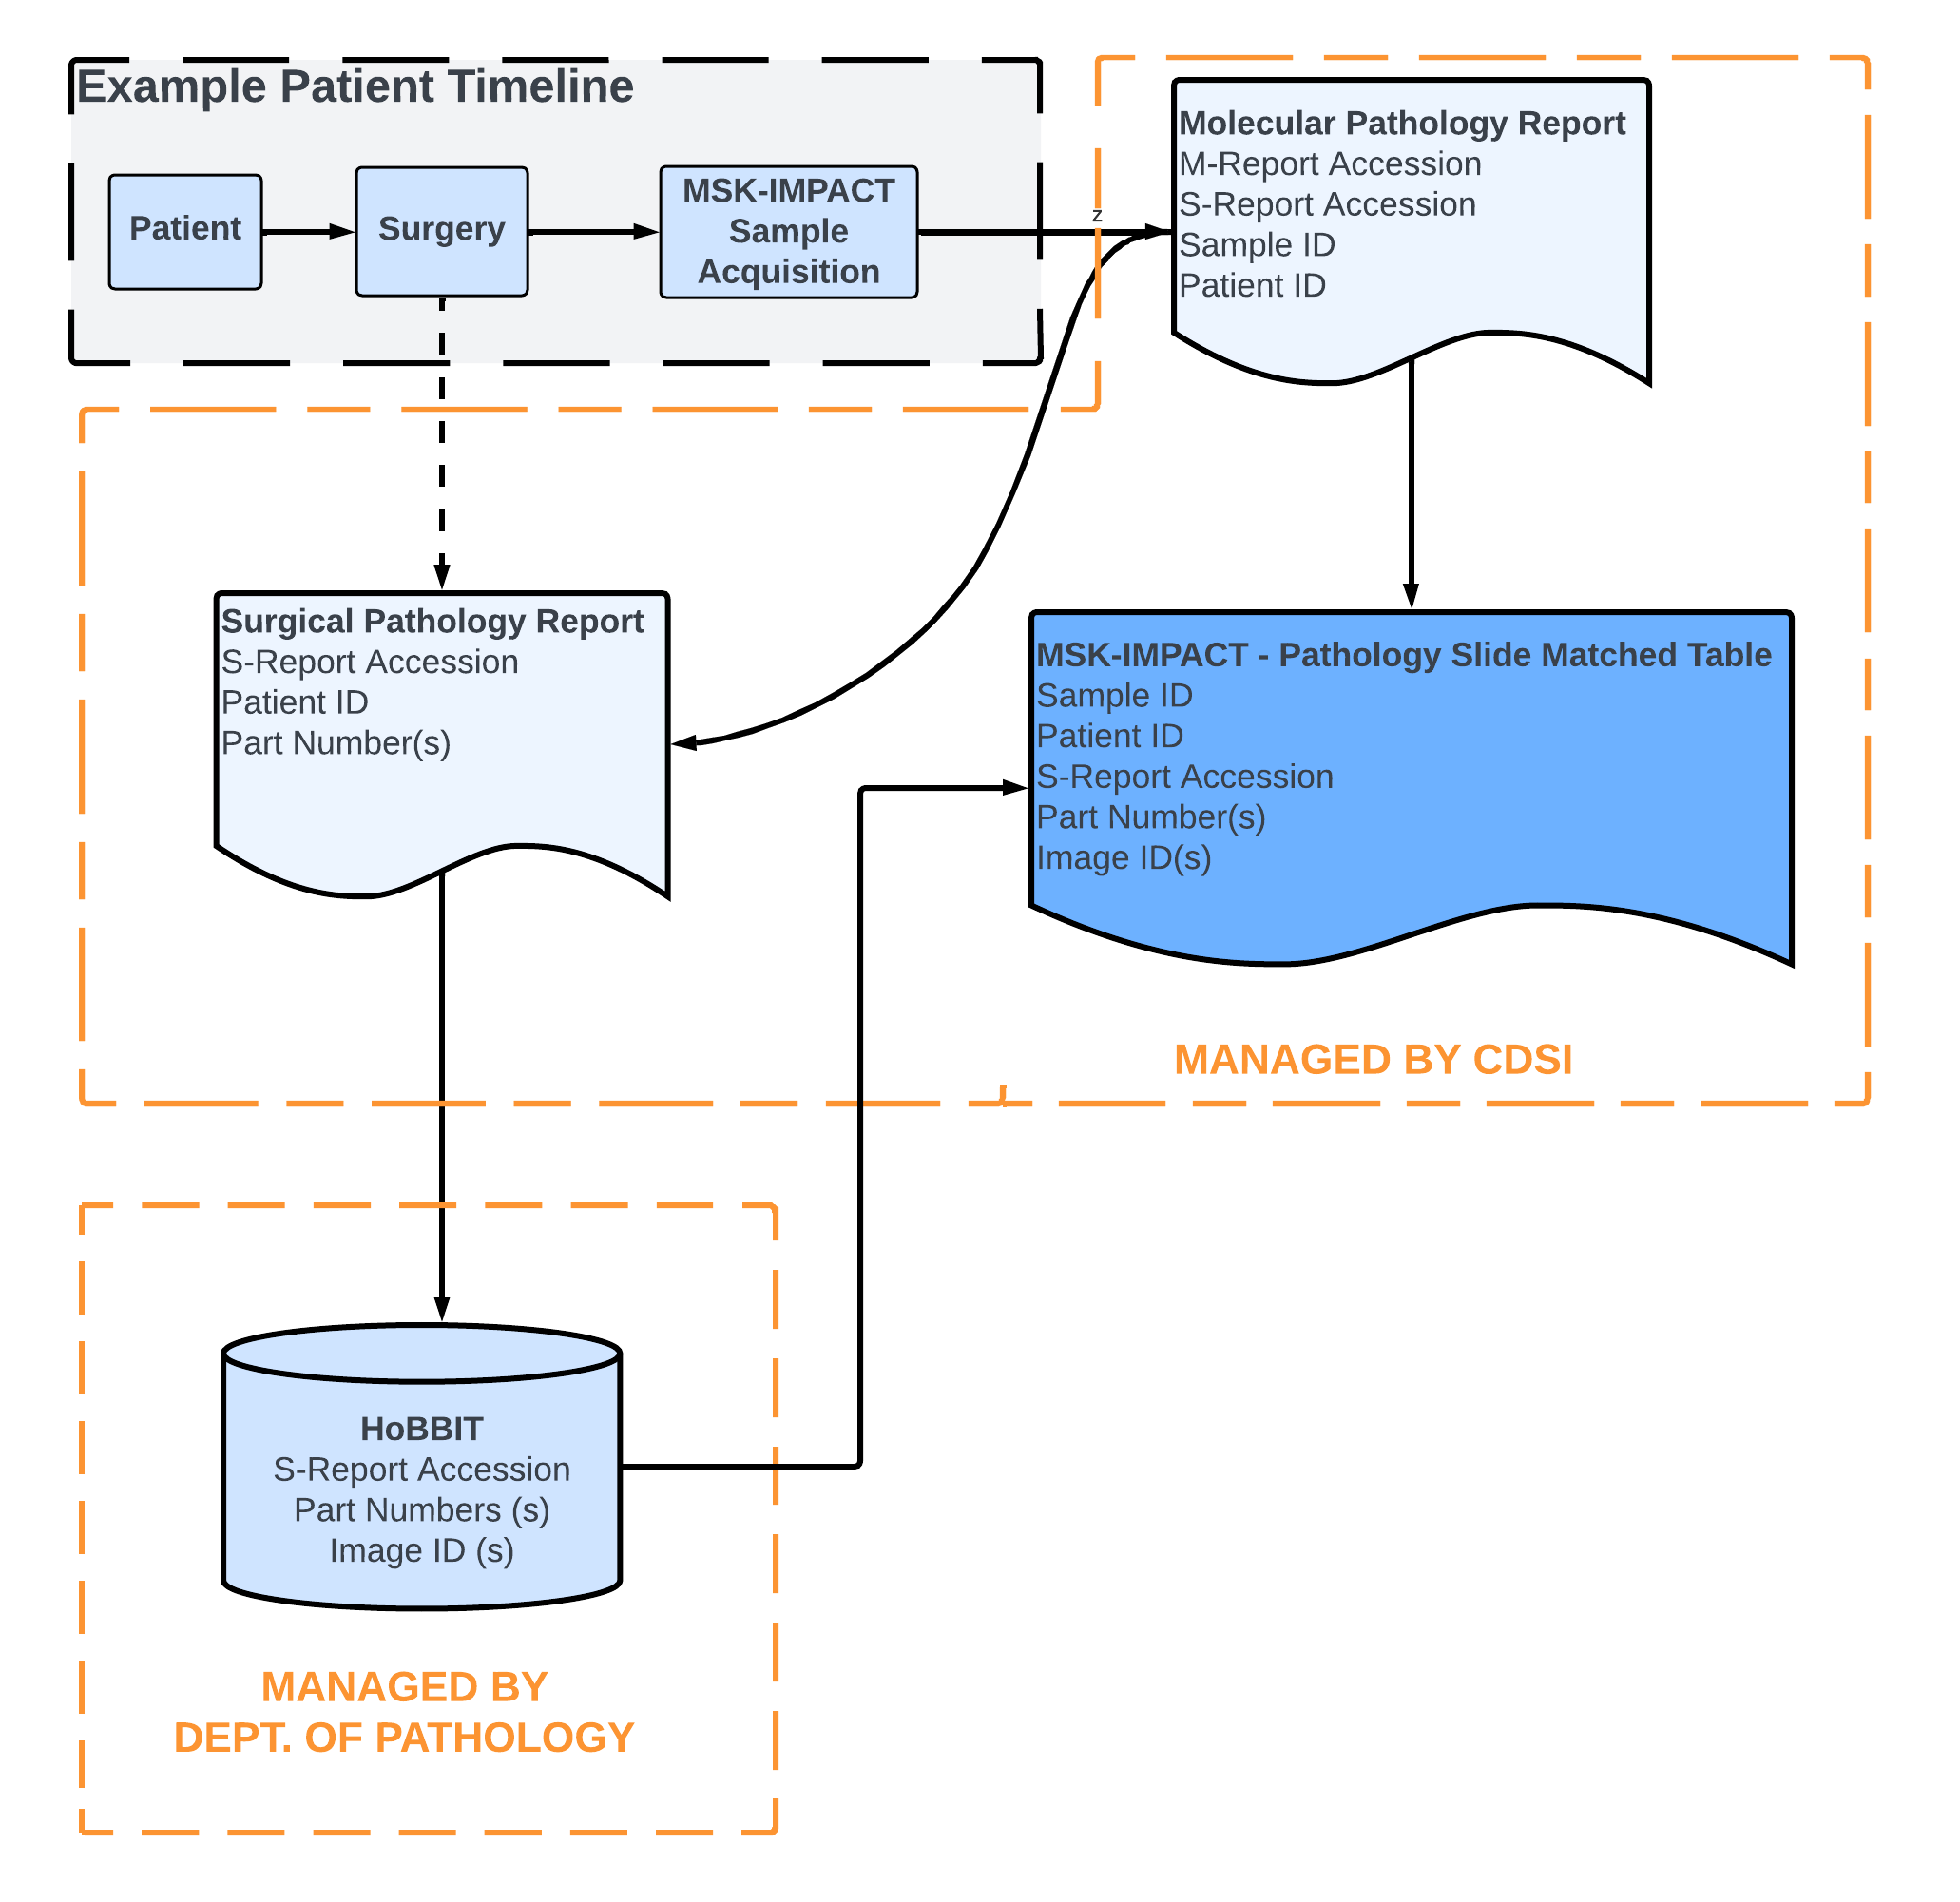 Example Patient Timeline
Patient
Surgery
MSK-IMPACT
Sample
Acquisition
z
Molecular Pathology Report
M-Report Accession
S-Report Accession
Sample ID
Patient ID
Surgical Pathology Report
S-Report Accession
Patient ID
Part Number(s)
MSK-IMPACT - Pathology Slide Matched Table
Sample ID
Patient ID
S-Report Accession
Part Number(s)
Image ID(s)
MANAGED BY CDSI
HoBBIT
S-Report Accession
Part Numbers (s)
Image ID (s)
MANAGED BY
DEPT. OF PATHOLOGY